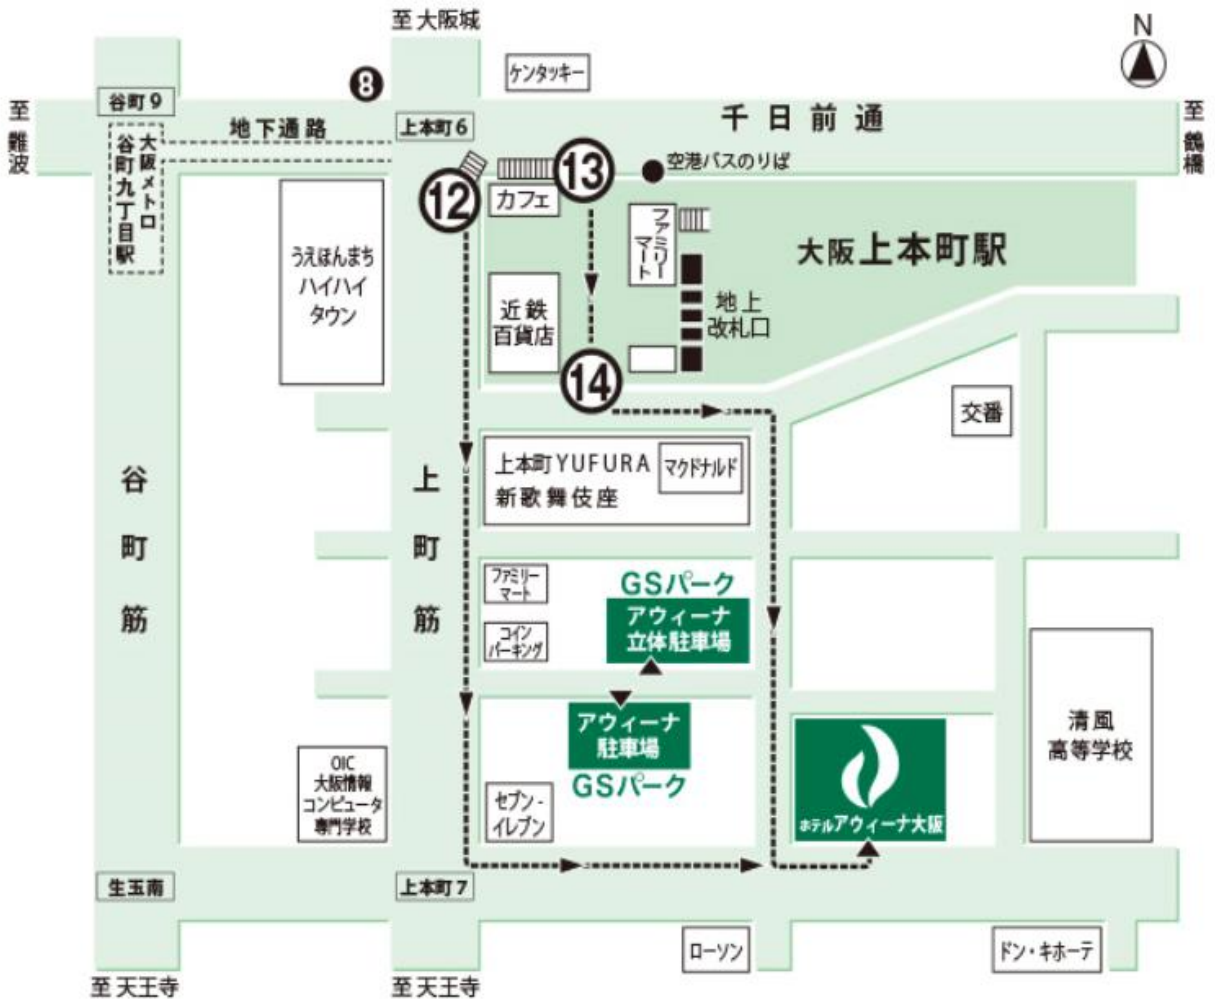 至 大阪城
N
ケンタッキー
8
谷町9
上本町6
千日前通
至 難波
至 鶴橋
地下通路
大阪メトロ
谷町九丁目駅
空港バスのりば
13
12
カフェ
ファミリー
マート
大阪上本町駅
うえほんまち
ハイハイ
タウン
近鉄
百貨店
地上
改札口
14
交番
上本町YUFURA
新歌舞伎座
マクドナルド
谷町筋
上町筋
ファミリー
マート
コイン
パーキング
GSパーク
アウィーナ
立体駐車場
アウィーナ
駐車場
GSパーク
清風
高等学校
OIC
大阪情報
コンピュータ
専門学校
セブン-
イレブン
ホテルアウィーナ大阪
生玉南
上本町7
ローソン
ドン・キホーテ
至 天王寺
至 天王寺